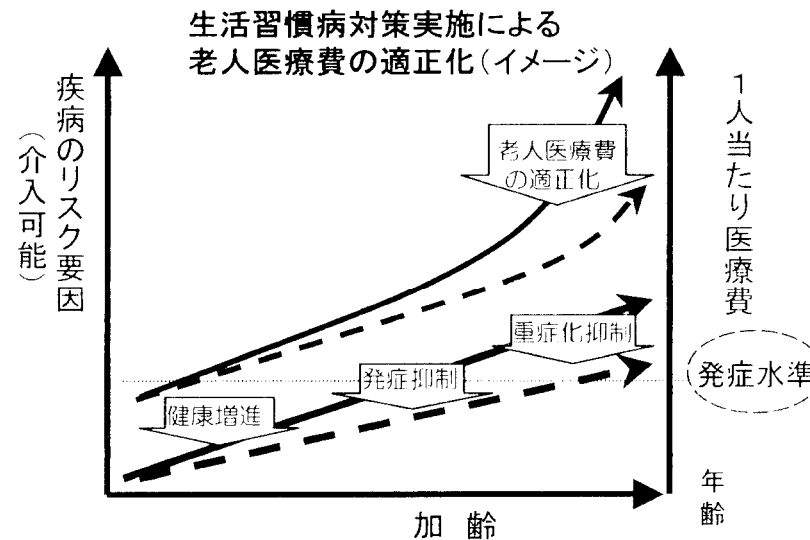 生活習慣病対策実施による
老人医療費の適正化(イメージ)
疾病のリスク要因
(介入可能)
1人当たり医療費
老人医療費
の適正化
重症化抑制
発症抑制
健康増進
発症水準
加 齢
年齢